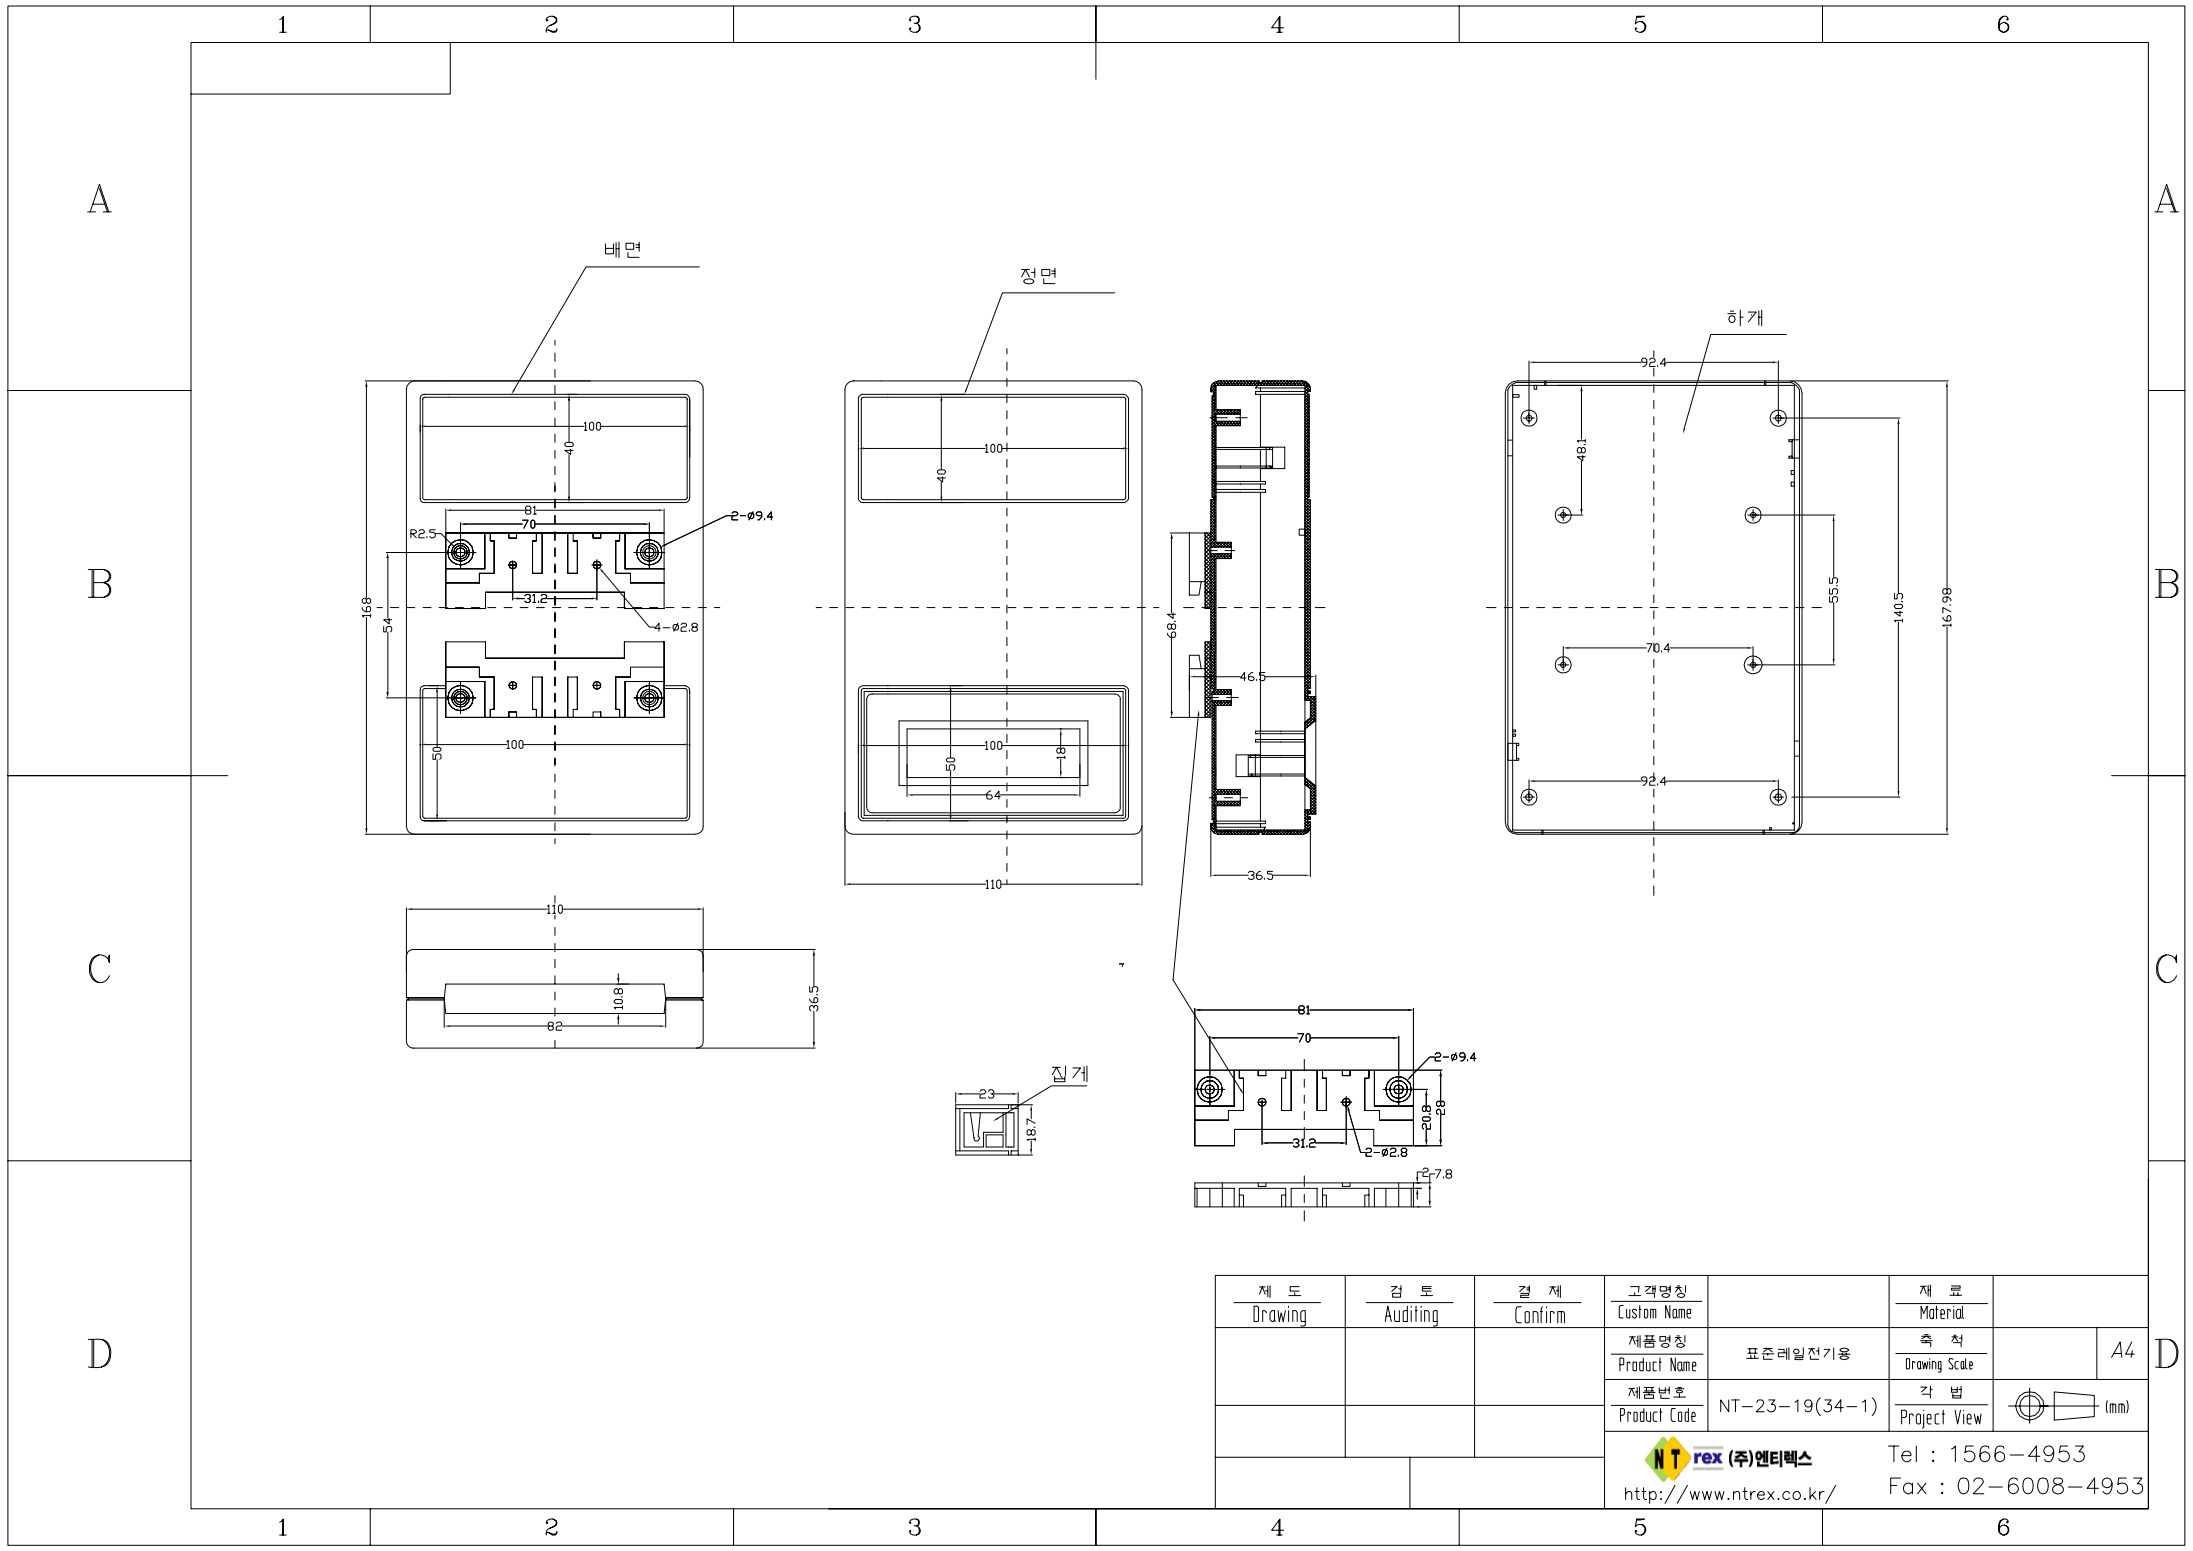 1 2 3 4 5 6
A A
배면
정면
하개
92.4
100
40
100
40
48.1
81
70
2-ø9.4
R2.5
B B
31.2
4-ø2.8
168
54
68.4
55.5
140.5
167.98
70.4
46.5
100
50
100
50
18
64
92.4
36.5
110
110
C C
10.8
82
36.5
81
70
2-ø9.4
집게
23
18.7
20.8
28
31.2
2-ø2.8
2
7.8
D D
제 도
Drawing
검 토
Auditing
결 제
Confirm
고객명칭
Custom Name
재 료
Material
제품명칭
Product Name
표준레일전기용
축 척
Drawing Scale
A4
제품번호
Product Code
NT-23-19(34-1)
각 법
Project View
(mm)
NT rex (주)엔티렉스
http://www.ntrex.co.kr/
Tel : 1566-4953
Fax : 02-6008-4953
1 2 3 4 5 6